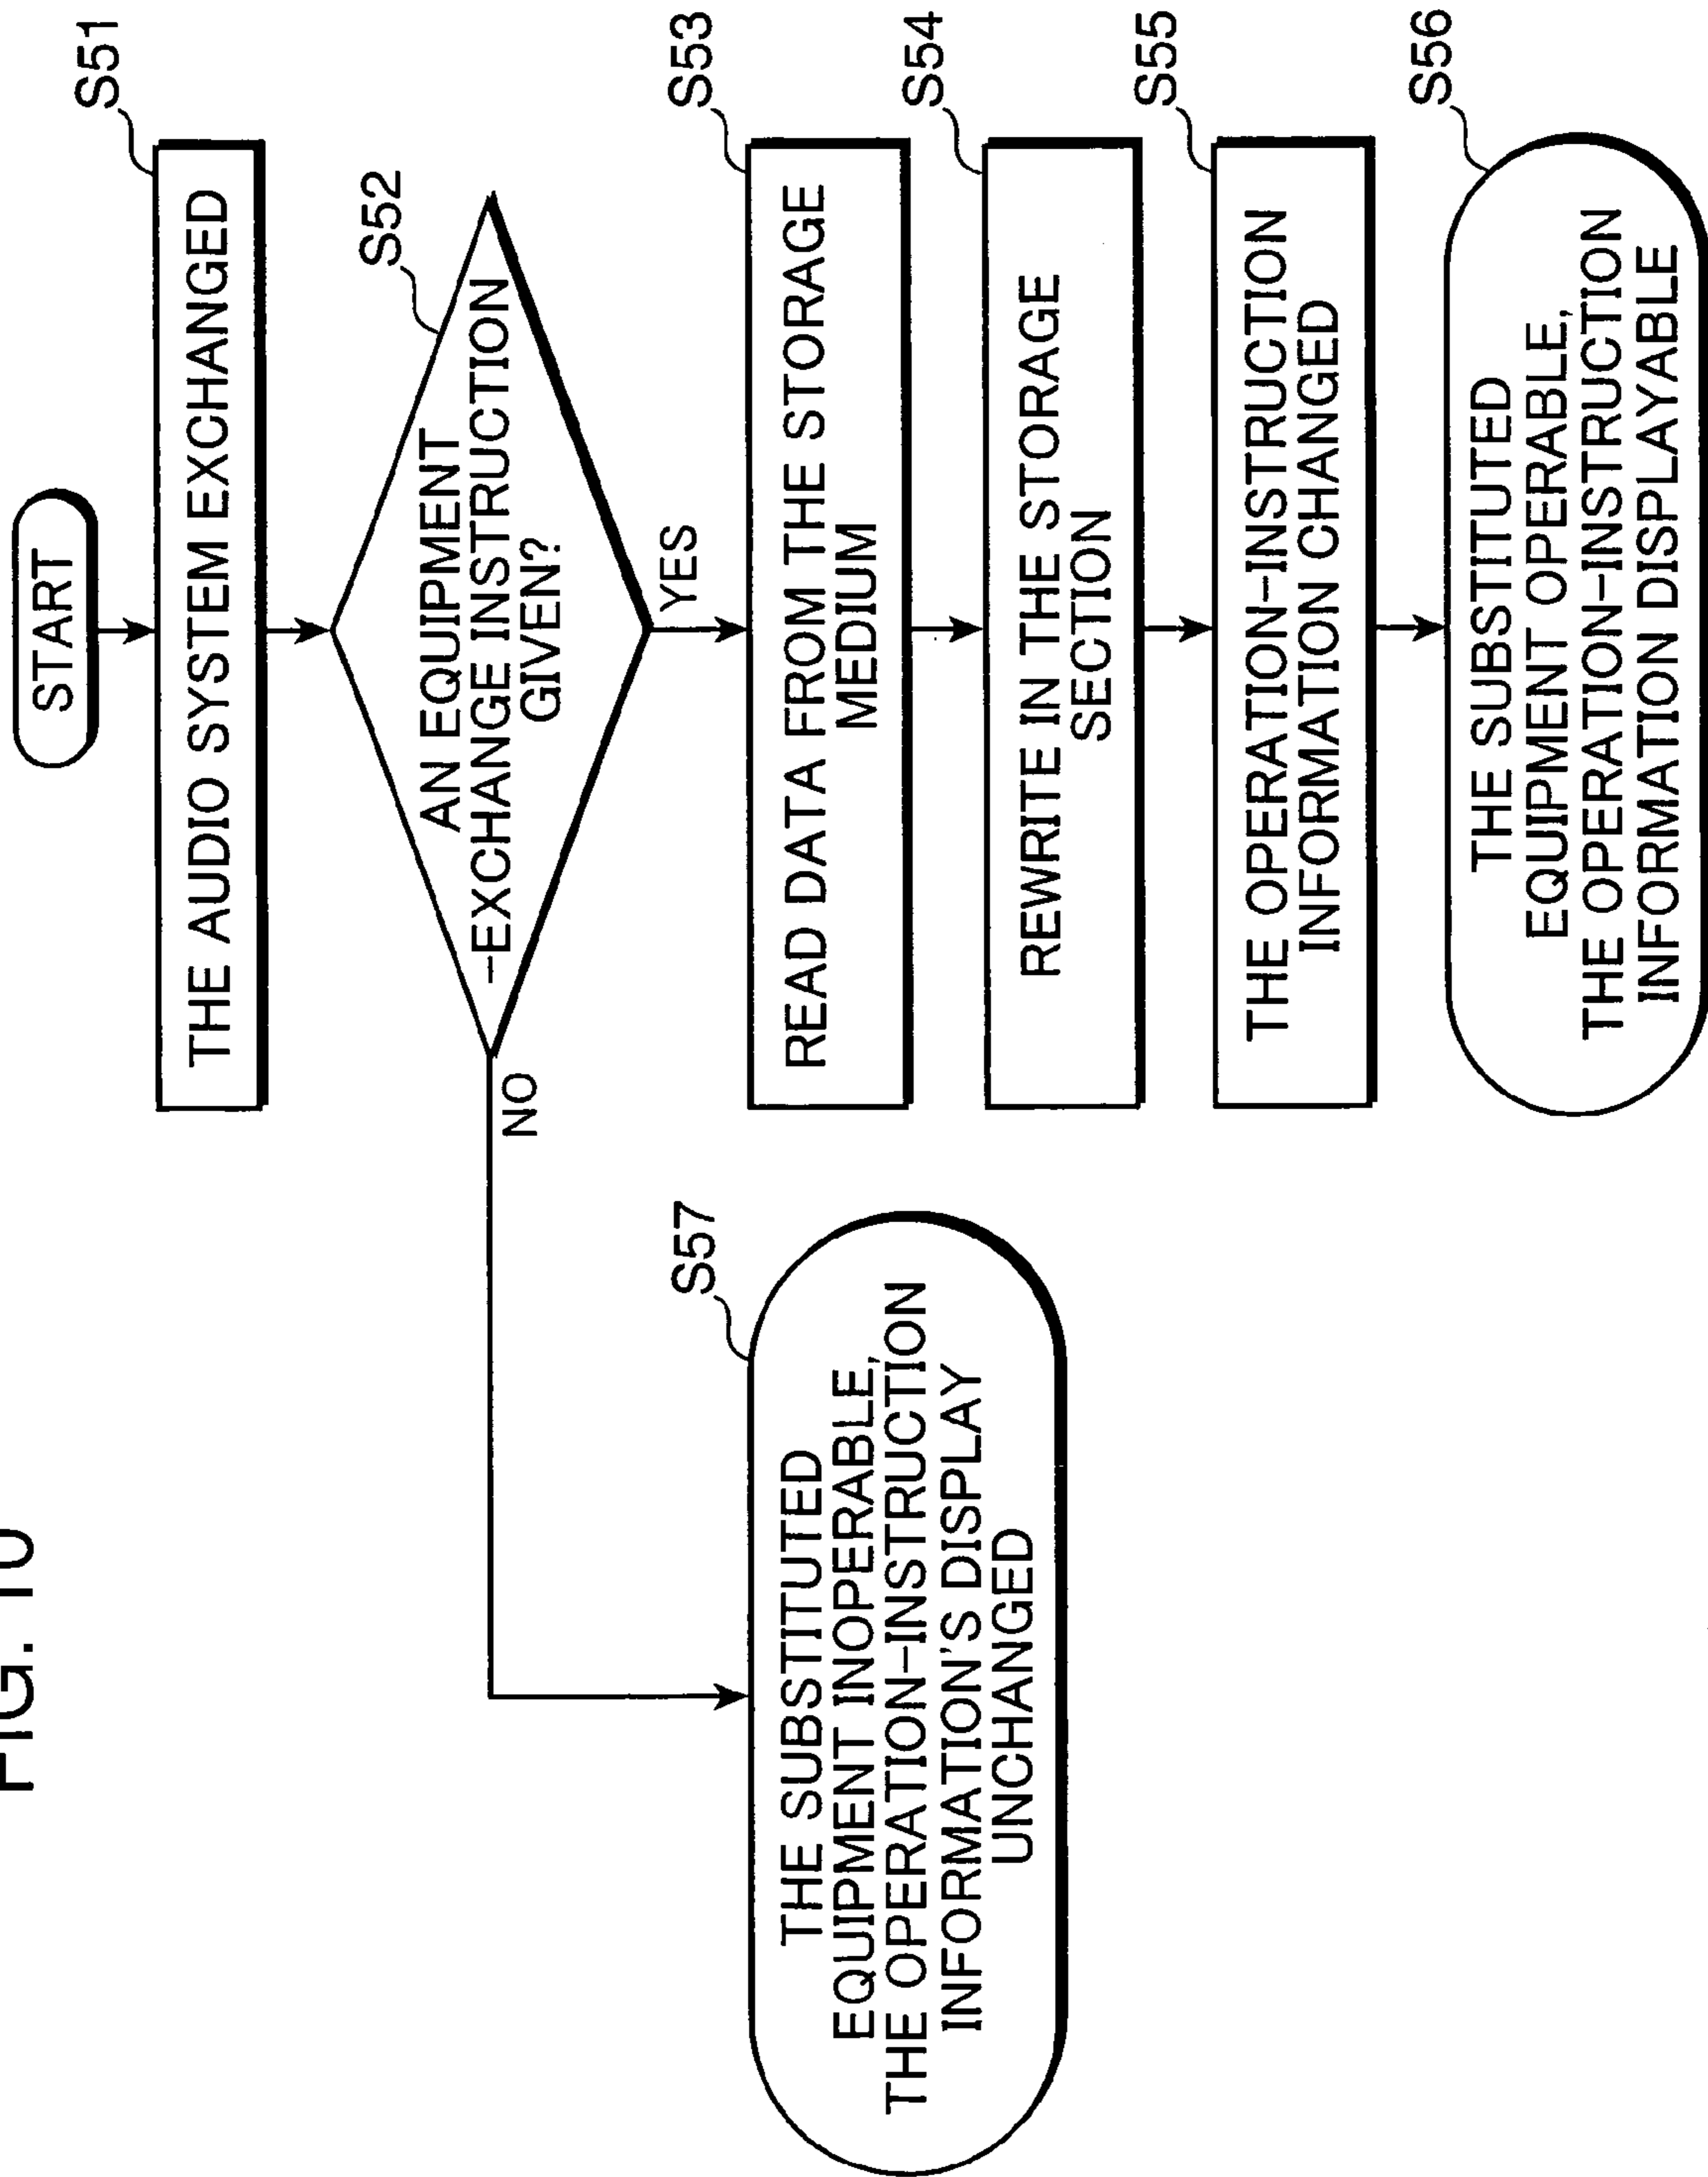 FIG. 10
START
THE AUDIO SYSTEM EXCHANGED
S51
AN EQUIPMENT
-EXCHANGE INSTRUCTION
GIVEN?
S52
NO
YES
READ DATA FROM THE STORAGE
MEDIUM
S53
REWRITE IN THE STORAGE
SECTION
S54
THE OPERATION-INSTRUCTION
INFORMATION CHANGED
S55
THE SUBSTITUTED
EQUIPMENT OPERABLE,
THE OPERATION-INSTRUCTION
INFORMATION DISPLAYABLE
S56
THE SUBSTITUTED
EQUIPMENT INOPERABLE,
THE OPERATION-INSTRUCTION
INFORMATION'S DISPLAY
UNCHANGED
S57